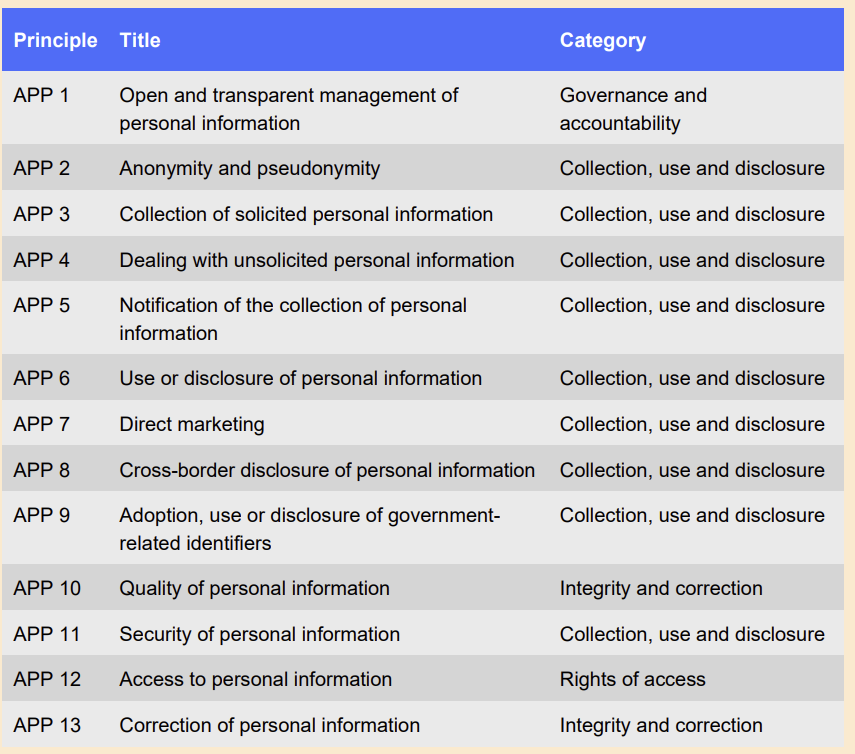 Principle Title Category
APP 1 Open and transparent management of Governance and
personal information accountability
APP 2 Anonymity and pseudonymity Collection, use and disclosure
APP 3 Collection of solicited personal information Collection, use and disclosure
APP 4 Dealing with unsolicited personal information Collection, use and disclosure
APP 5 Notification of the collection of personal Collection, use and disclosure
information
APP 6 Use or disclosure of personal information Collection, use and disclosure
APP 7 Direct marketing Collection, use and disclosure
APP 8 Cross-border disclosure of personal information Collection, use and disclosure
APP 9 Adoption, use or disclosure of government- Collection, use and disclosure
related identifiers
APP 10 Quality of personal information Integrity and correction
APP 11 Security of personal information Collection, use and disclosure
APP 12 Access to personal information Rights of access
APP 13 Correction of personal information Integrity and correction